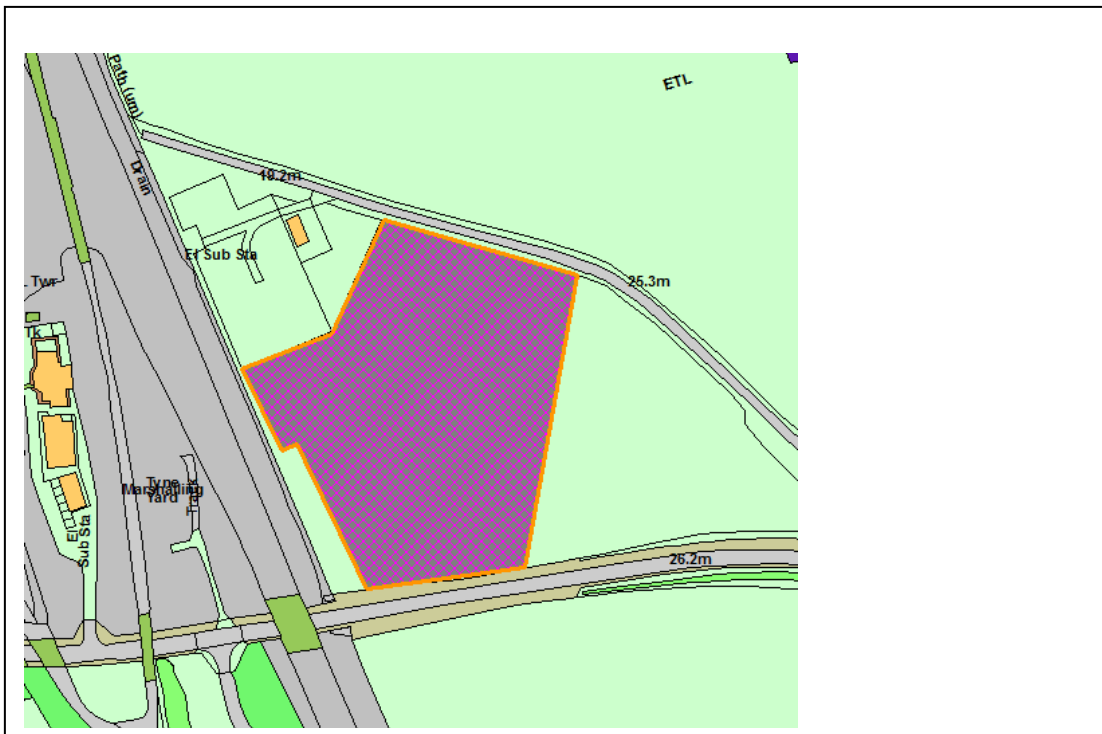 Path (um)
ETL
Drain
19.2m
El Sub Sta
25.3m
Twr
Tk
Tyne
Marshalling
Yard
Track
El
Sub Sta
26.2m